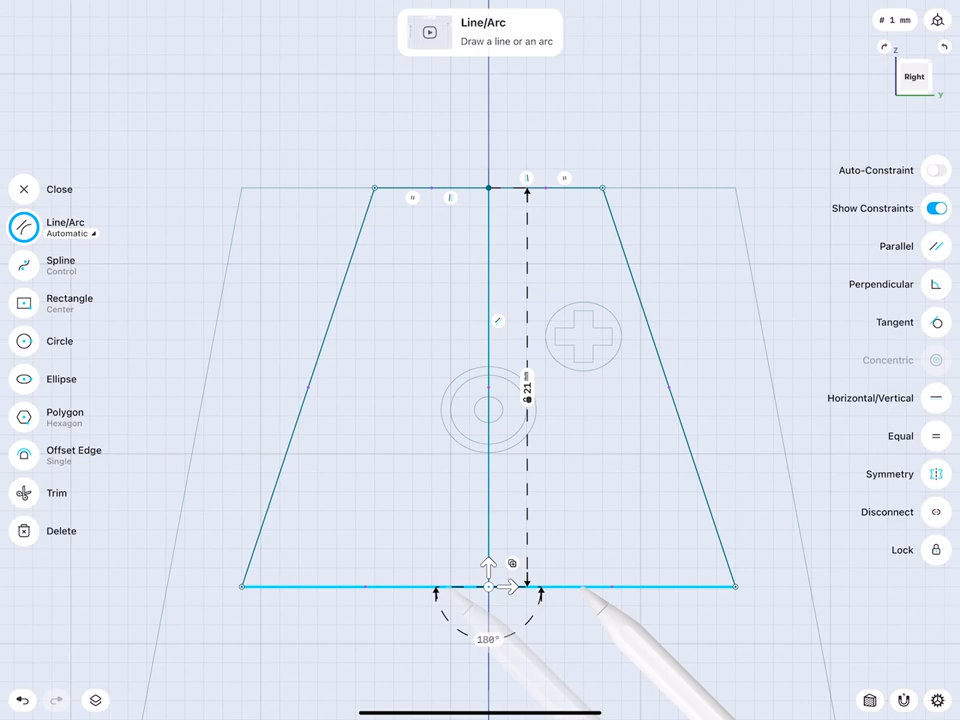 Line/Arc
Draw a line or an arc
# 1 mm
Z
Right
Y
Close
Line/Arc
Automatic
Spline
Control
Rectangle
Center
Circle
Ellipse
Polygon
Hexagon
Offset Edge
Single
Trim
Delete
21 mm
180°
Auto-Constraint
Show Constraints
Parallel
Perpendicular
Tangent
Concentric
Horizontal/Vertical
Equal
Symmetry
Disconnect
Lock